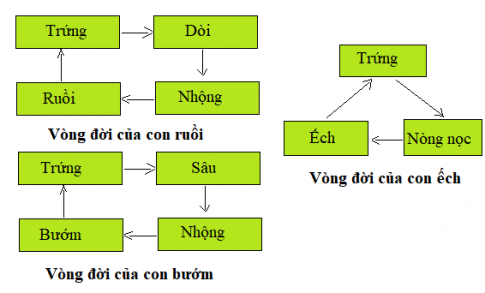 Trứng
Dòi
Ruồi
Nhộng
Vòng đời của con ruồi
Trứng
Sâu
Bướm
Nhộng
Vòng đời của con bướm
Trứng
Ếch
Nòng nọc
Vòng đời của con ếch